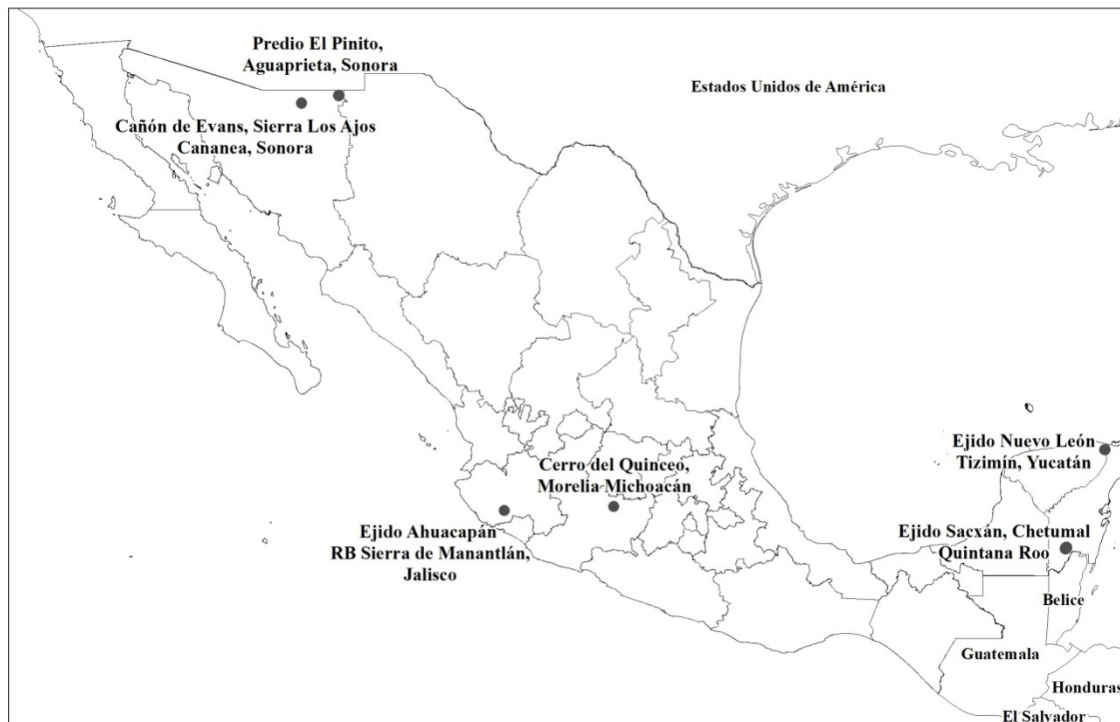 Predio El Pinito,
Aguaprieta, Sonora
Estados Unidos de América
Cañón de Evans, Sierra Los Ajos
Cananea, Sonora
Ejido Nuevo León
Tizimín, Yucatán
Cerro del Quinceo,
Morelia Michoacán
Ejido Ahuacapán
RB Sierra de Manantlán,
Jalisco
Ejido Sacxán, Chetumal
Quintana Roo
Belice
Guatemala
Honduras
El Salvador